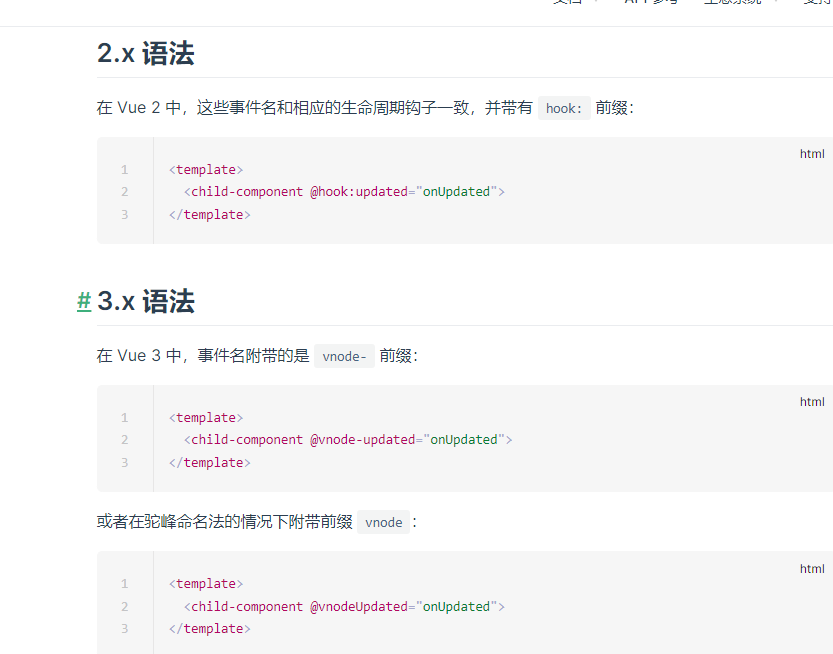 2.x 语法
在 Vue 2 中，这些事件名和相应的生命周期钩子一致，并带有 hook: 前缀：
html
1 <template>
2 <child-component @hook:updated="onUpdated">
3 </template>
# 3.x 语法
在 Vue 3 中，事件名附带的是 vnode- 前缀：
html
1 <template>
2 <child-component @vnode-updated="onUpdated">
3 </template>
或者在驼峰命名法的情况下附带前缀 vnode ：
html
1 <template>
2 <child-component @vnodeUpdated="onUpdated">
3 </template>